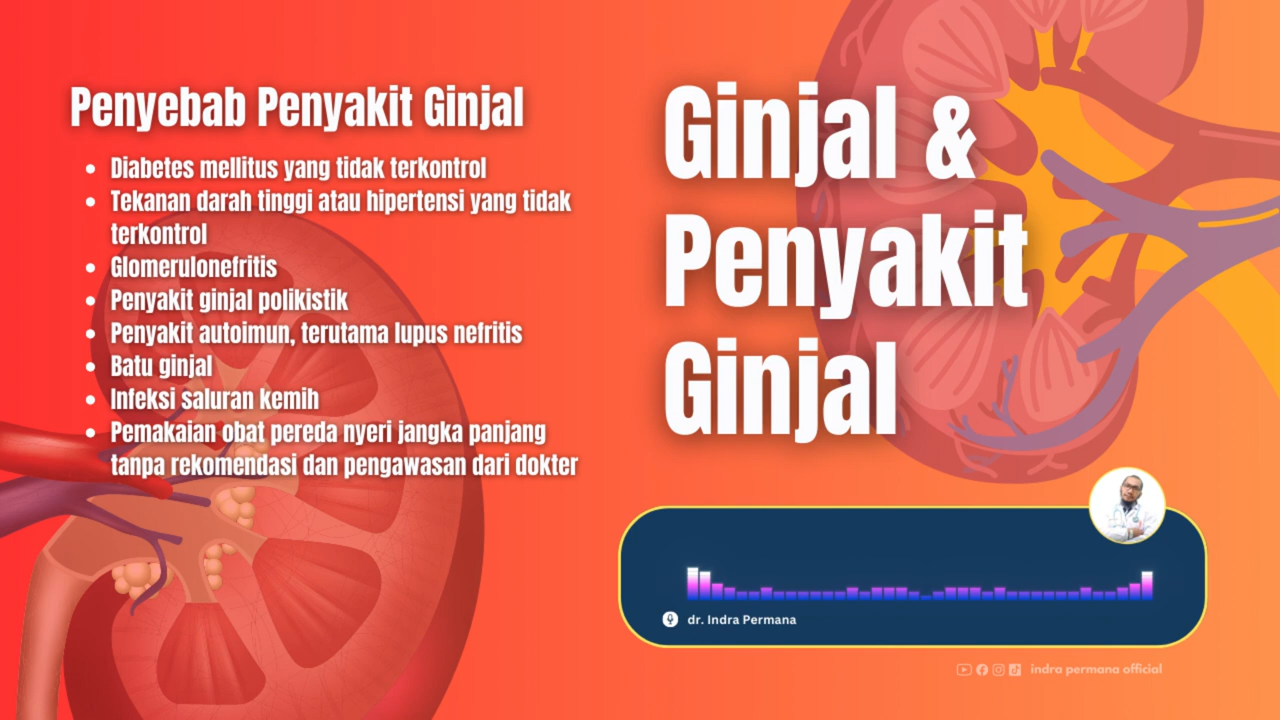 Penyebab Penyakit Ginjal
Diabetes mellitus yang tidak terkontrol
Tekanan darah tinggi atau hipertensi yang tidak
terkontrol
Glomerulonefritis
Penyakit ginjal polikistik
Penyakit autoimun, terutama lupus nefritis
Batu ginjal
Infeksi saluran kemih
Pemakaian obat pereda nyeri jangka panjang
tanpa rekomendasi dan pengawasan dari dokter
Ginjal &
Penyakit
Ginjal
dr. Indra Permana
indra permana official